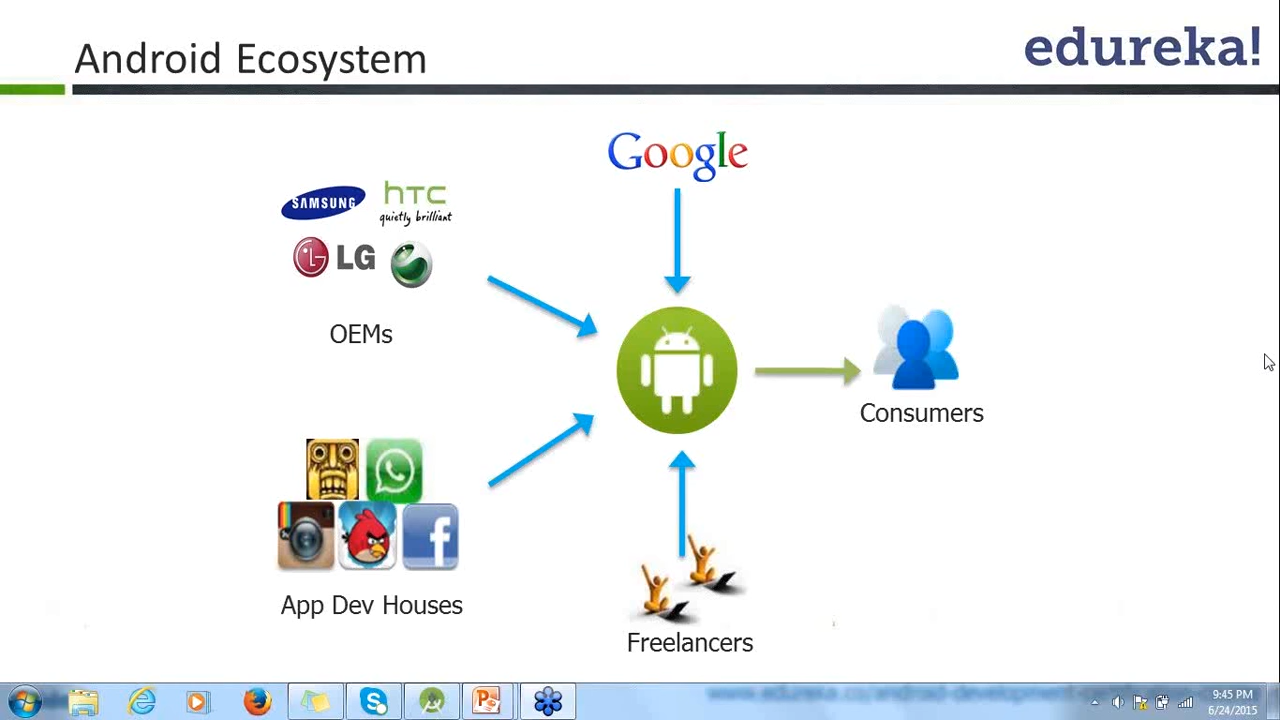 Android Ecosystem
edureka!
Google
SAMSUNG
hTC
quietly brilliant
LG
OEMs
Consumers
App Dev Houses
Freelancers
9:45 PM
6/24/2015